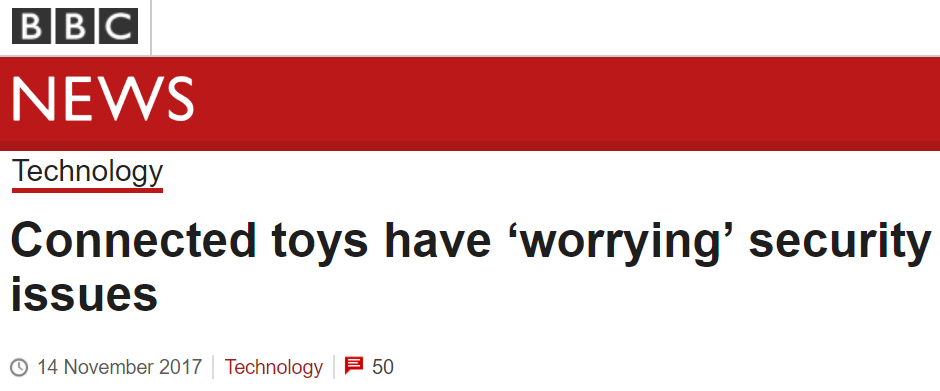 BBC
NEWS
Technology
Connected toys have ‘worrying’ security
issues
14 November 2017 Technology 50